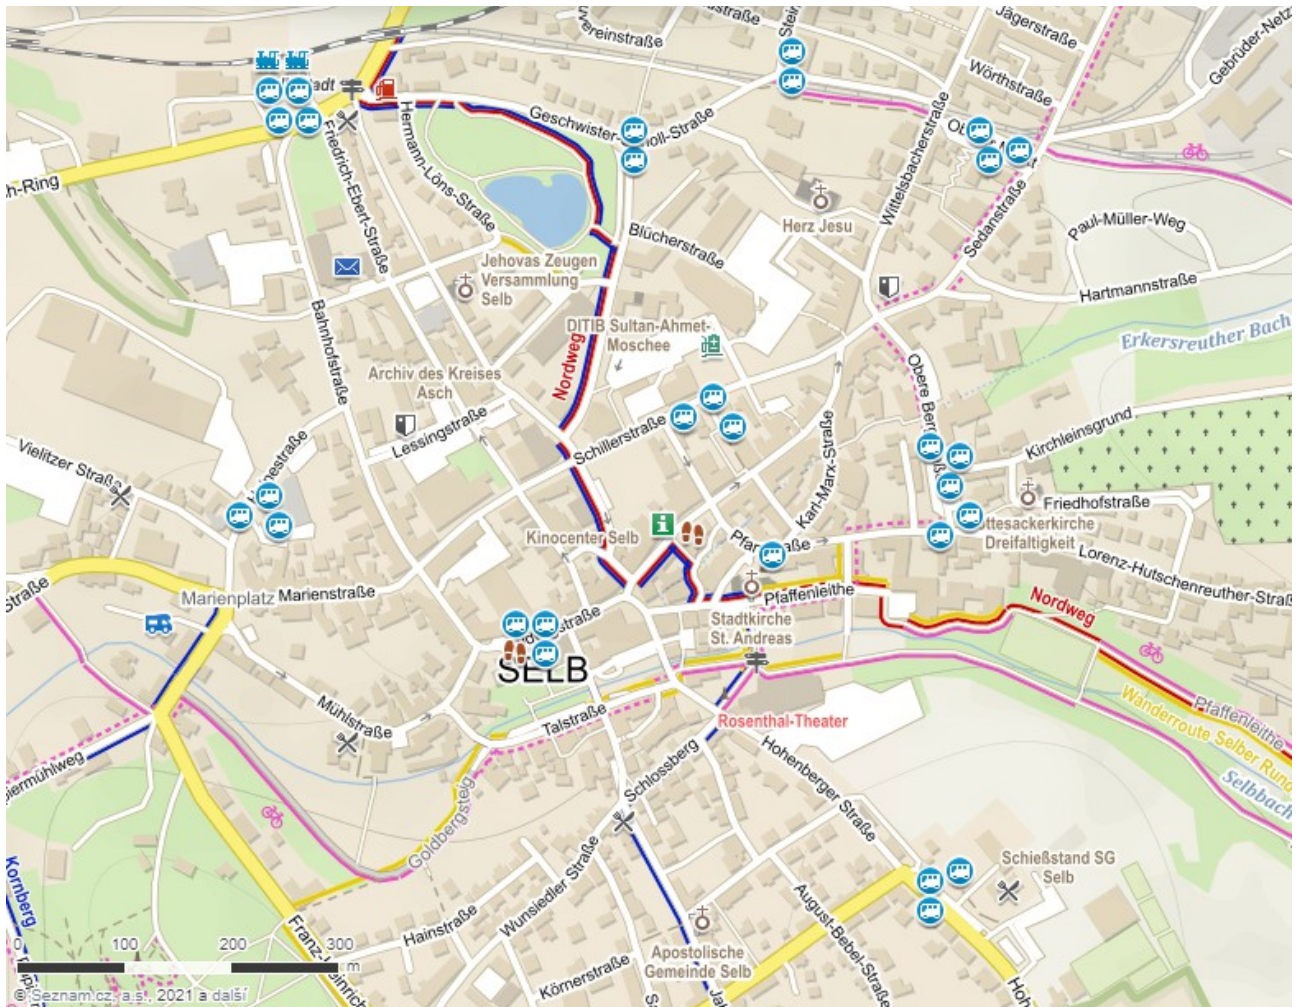 Jägerstraße
Gebrüder-Netz
Wörthstraße
Geschwister-Scholl-Straße
Hermann-Löns-Straße
Friedrich-Ebert-Straße
Wittelsbacherstraße
Sedanstraße
Herz Jesu
Paul-Müller-Weg
Blücherstraße
Hartmannstraße
Jehovas Zeugen
Versammlung
Selb
Bahnhofstraße
DITIB Sultan-Ahmet-
Moschee
Erkersreuther Bach
Nordweg
Archiv des Kreises
Asch
Lessingstraße
Schillerstraße
Karl-Marx-Straße
Kirchleinsgrund
Vielitzer Straße
Friedhofstraße
Kinocenter Selb
Dreifaltigkeit
Lorenz-Hutschenreuther-Straß
Straße
Marienplatz
Marienstraße
Pfaffenleithe
Nordweg
Stadtkirche
St. Andreas
SELB
Mühlstraße
Talstraße
Rosenthal-Theater
Pfaffenleithe
Wanderroute Selber Rund
Selbbach
Schlossberg
Hohenberger Straße
Goldbergsteig
Schießstand SG
Selb
Kornberg
Hainstraße
Wunsiedler Straße
August-Bebel-Straße
Apostolische
Gemeinde Selb
Körnerstraße
0 100 200 300
m
© Seznam.cz, a.s., 2021 a další